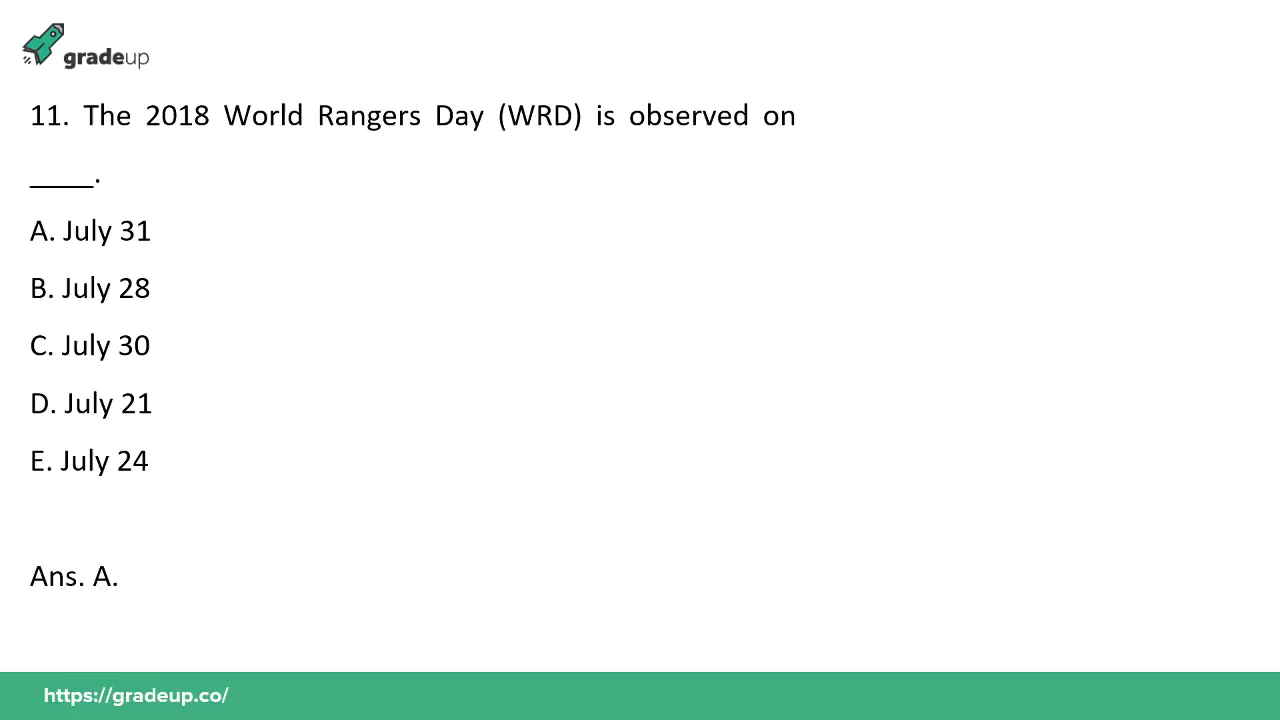 gradeup
11. The 2018 World Rangers Day (WRD) is observed on
____.
A. July 31
B. July 28
C. July 30
D. July 21
E. July 24
Ans. A.
https://gradeup.co/